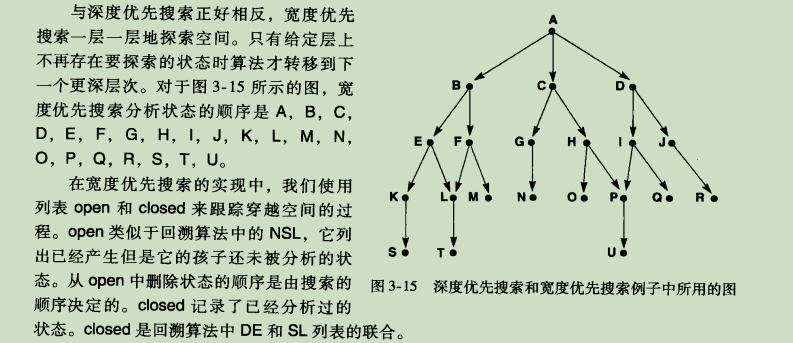 与深度优先搜索正好相反，宽度优先
搜索一层一层地探索空间。只有给定层上
不再存在要探索的状态时算法才转移到下
一个更深层次。对于图3-15所示的图，宽
度优先搜索分析状态的顺序是 A，B，C，
D，E，F，G，H，I，J，K，L，M，N，
O，P，Q，R，S，T，U。
在宽度优先搜索的实现中，我们使用
列表 open 和 closed 来跟踪穿越空间的过
程。open 类似于回溯算法中的 NSL，它列
出已经产生但是它的孩子还未被分析的状
态。从 open 中删除状态的顺序是由搜索的
顺序决定的。closed 记录了已经分析过的
状态。closed 是回溯算法中 DE 和 SL 列表的联合。
A
B C D
E F G H I J
K L M N O P Q R
S T U
图3-15 深度优先搜索和宽度优先搜索例子中所用的图